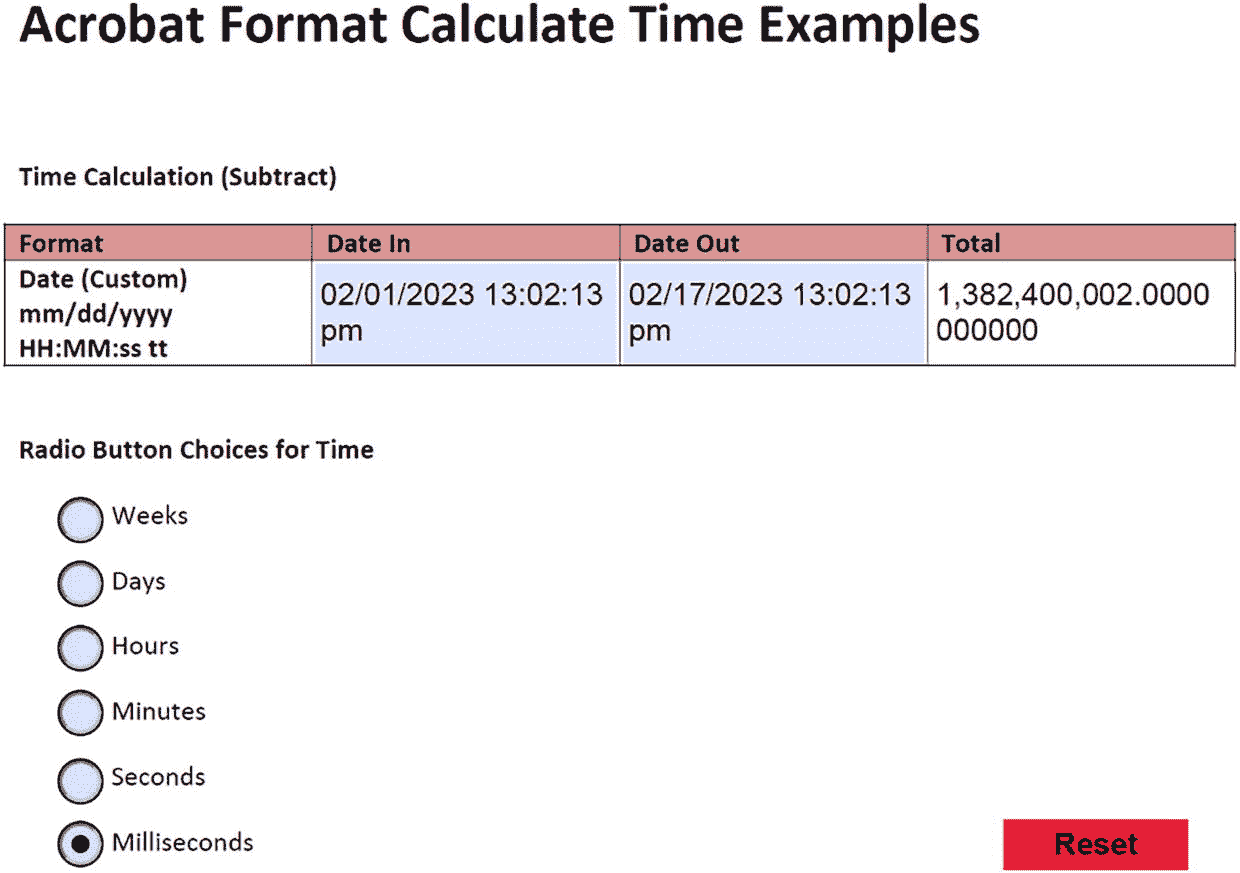 Acrobat Format Calculate Time Examples
Time Calculation (Subtract)
Format Date In Date Out Total
Date (Custom)
mm/dd/yyyy
HH:MM:ss tt
02/01/2023 13:02:13
pm
02/17/2023 13:02:13
pm
1,382,400,002.0000
000000
Radio Button Choices for Time
Weeks
Days
Hours
Minutes
Seconds
Milliseconds
Reset